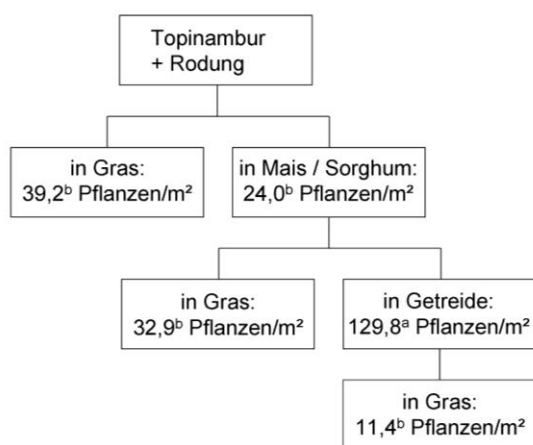 Topinambur
+ Rodung
in Gras:
39,2ᵇ Pflanzen/m²
in Mais / Sorghum:
24,0ᵇ Pflanzen/m²
in Gras:
32,9ᵇ Pflanzen/m²
in Getreide:
129,8ᵃ Pflanzen/m²
in Gras:
11,4ᵇ Pflanzen/m²